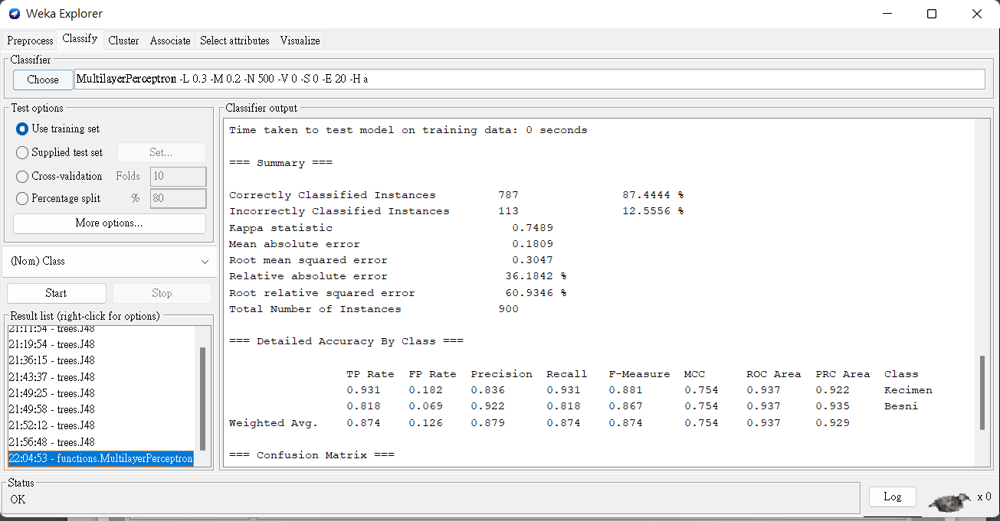 Weka Explorer
Preprocess Classify Cluster Associate Select attributes Visualize
Classifier
Choose MultilayerPerceptron -L 0.3 -M 0.2 -N 500 -V 0 -S 0 -E 20 -H a
Test options
Use training set
Supplied test set Set...
Cross-validation Folds 10
Percentage split % 80
More options...
(Nom) Class
Start Stop
Result list (right-click for options)
21:11:54 - trees.J48
21:19:54 - trees.J48
21:36:15 - trees.J48
21:43:37 - trees.J48
21:49:25 - trees.J48
21:49:58 - trees.J48
21:52:12 - trees.J48
21:56:48 - trees.J48
22:04:53 - functions.MultilayerPerceptron
Classifier output
Time taken to test model on training data: 0 seconds
=== Summary ===
Correctly Classified Instances 787 87.4444 %
Incorrectly Classified Instances 113 12.5556 %
Kappa statistic 0.7489
Mean absolute error 0.1809
Root mean squared error 0.3047
Relative absolute error 36.1842 %
Root relative squared error 60.9346 %
Total Number of Instances 900
=== Detailed Accuracy By Class ===
TP Rate FP Rate Precision Recall F-Measure MCC ROC Area PRC Area Class
0.931 0.182 0.836 0.931 0.881 0.754 0.937 0.922 Kecimen
0.818 0.069 0.922 0.818 0.867 0.754 0.937 0.935 Besni
Weighted Avg. 0.874 0.126 0.879 0.874 0.874 0.754 0.937 0.929
=== Confusion Matrix ===
Status
OK
Log x 0